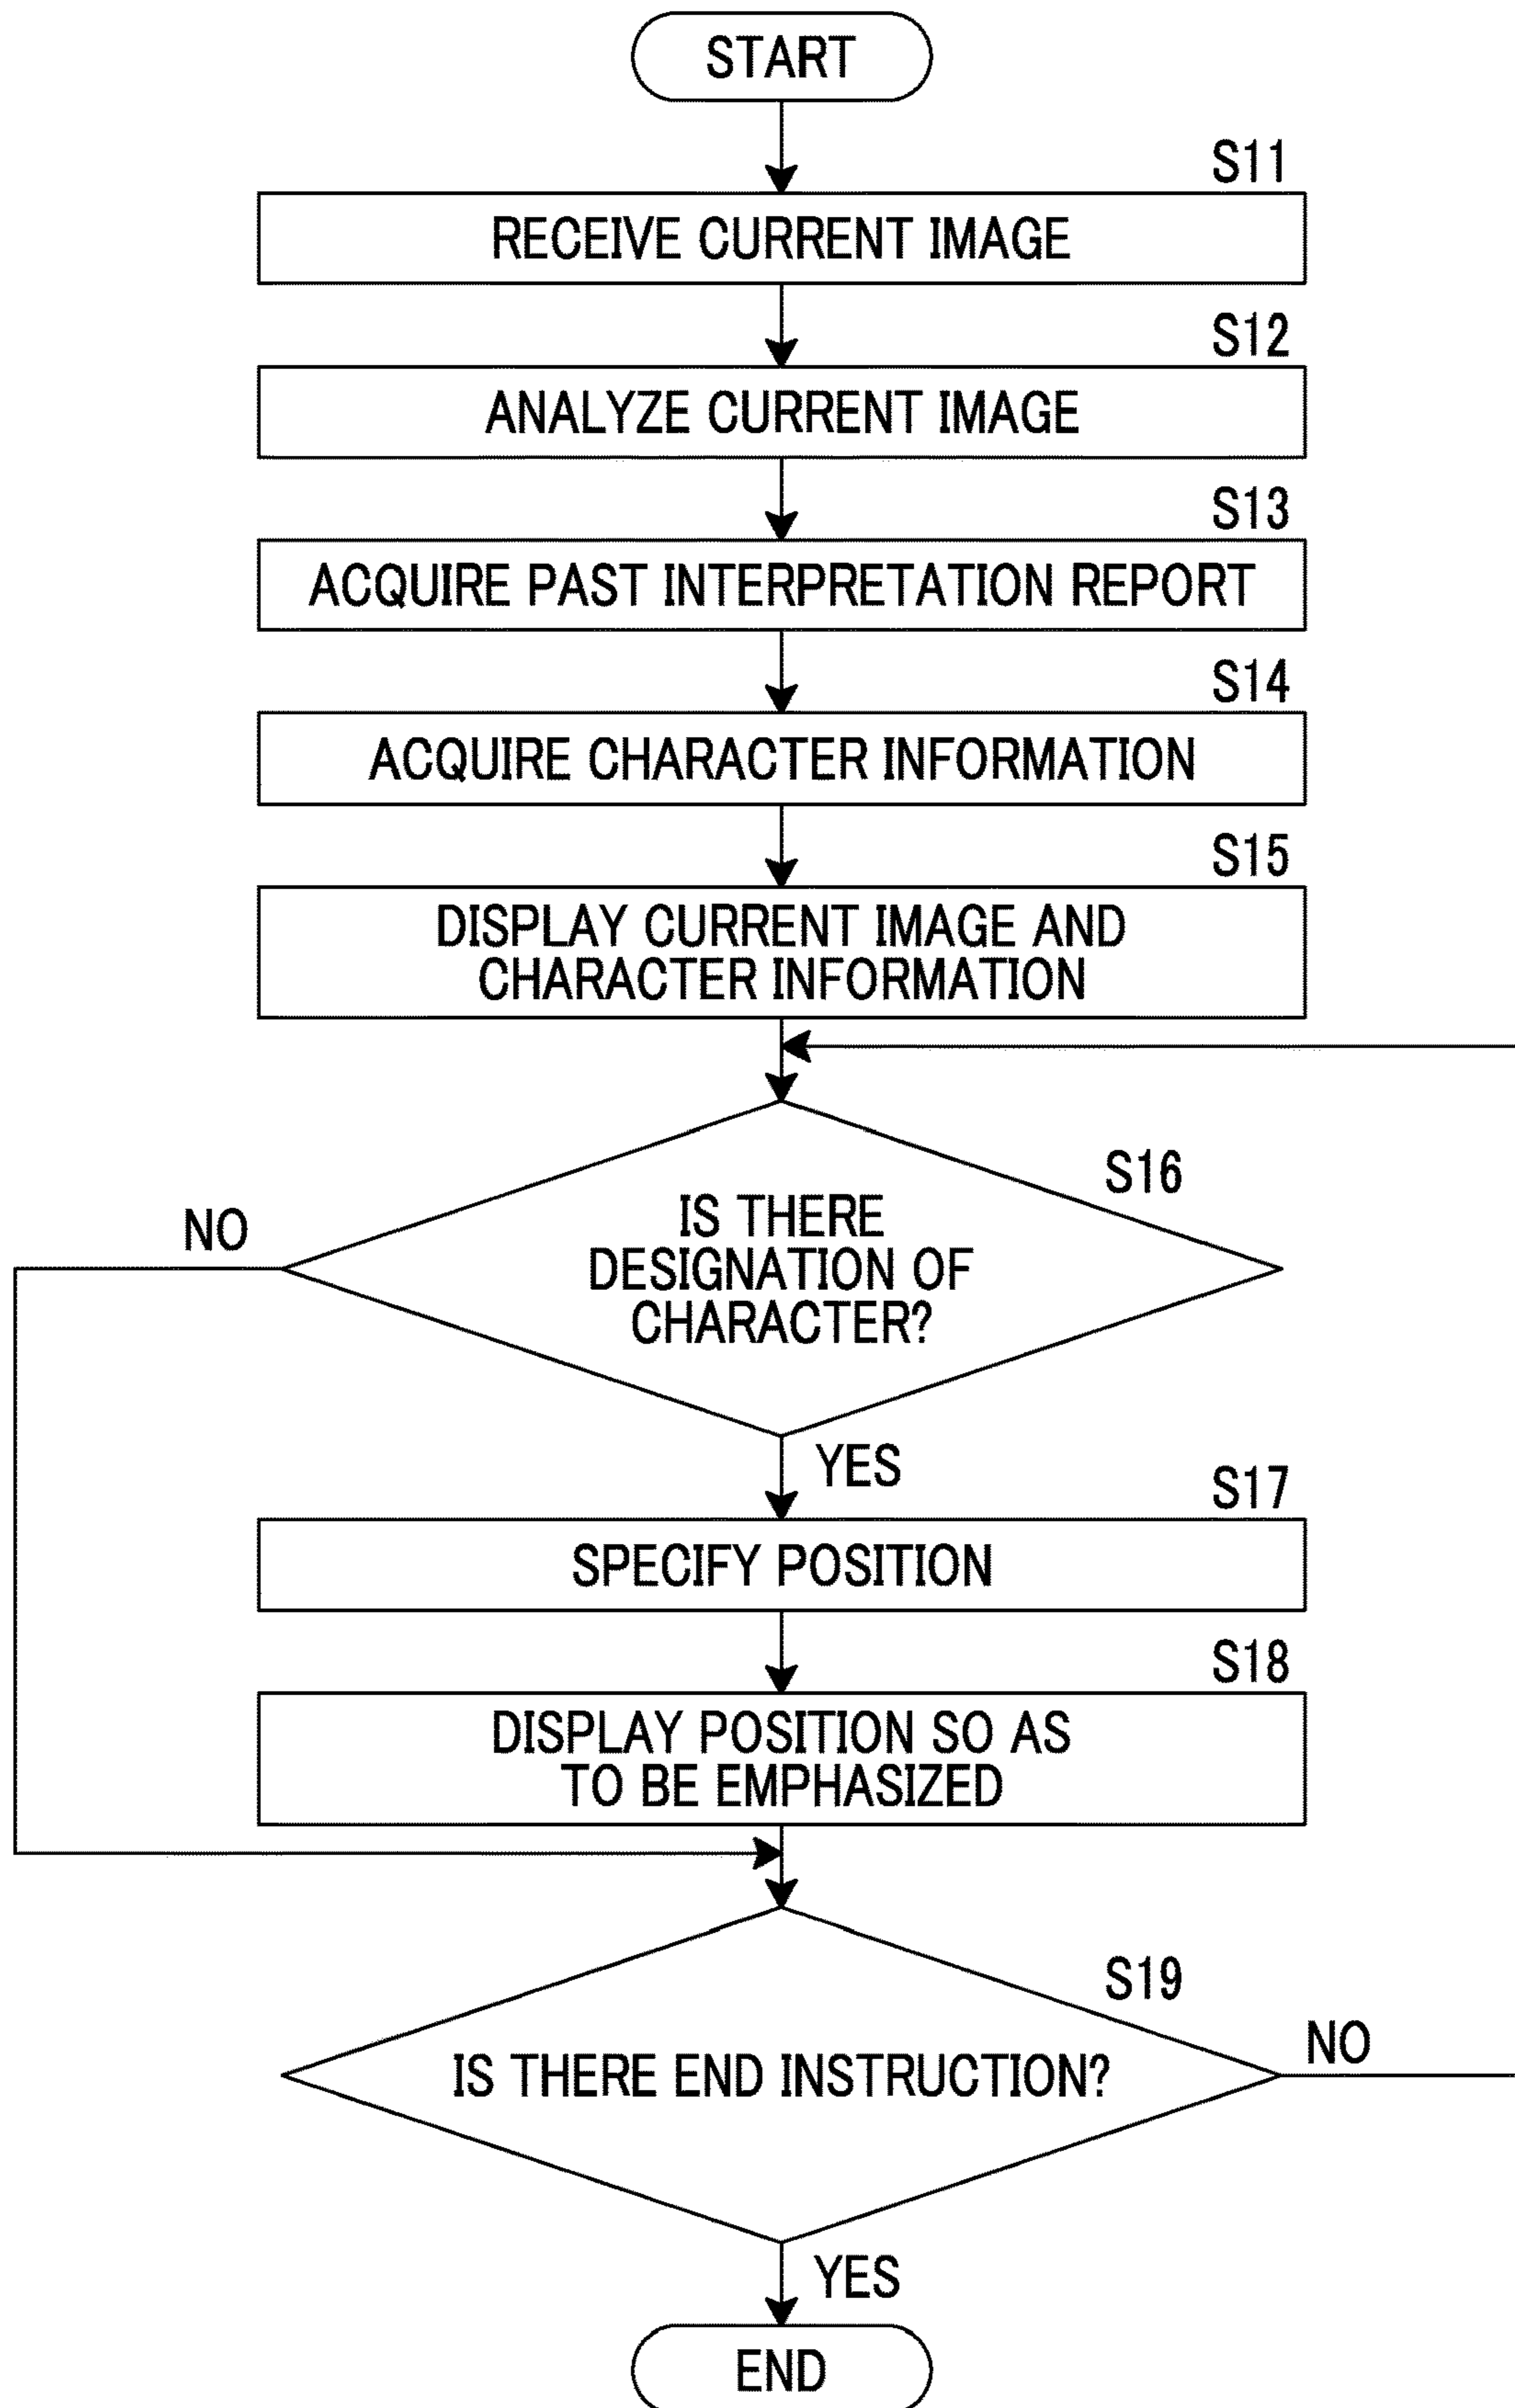 START
S11
RECEIVE CURRENT IMAGE
S12
ANALYZE CURRENT IMAGE
S13
ACQUIRE PAST INTERPRETATION REPORT
S14
ACQUIRE CHARACTER INFORMATION
S15
DISPLAY CURRENT IMAGE AND
CHARACTER INFORMATION
S16
IS THERE
DESIGNATION OF
CHARACTER?
NO
YES
S17
SPECIFY POSITION
S18
DISPLAY POSITION SO AS
TO BE EMPHASIZED
S19
IS THERE END INSTRUCTION?
NO
YES
END